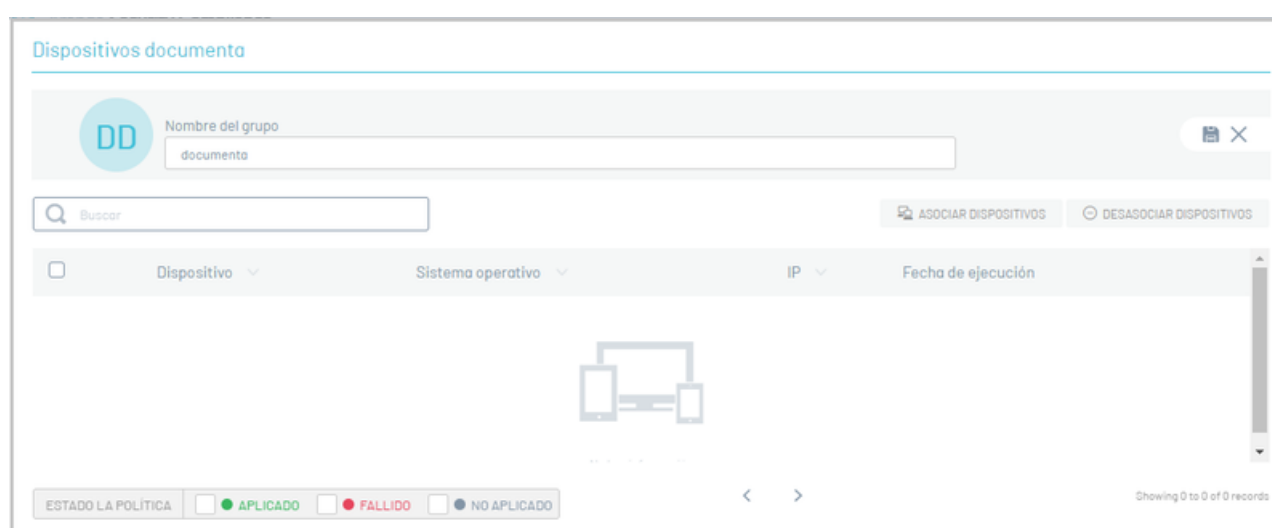 Dispositivos documenta
DD
Nombre del grupo
documenta
Buscar
ASOCIAR DISPOSITIVOS
DESASOCIAR DISPOSITIVOS
Dispositivo
Sistema operativo
IP
Fecha de ejecución
ESTADO LA POLÍTICA
APLICADO
FALLIDO
NO APLICADO
Showing 0 to 0 of 0 records